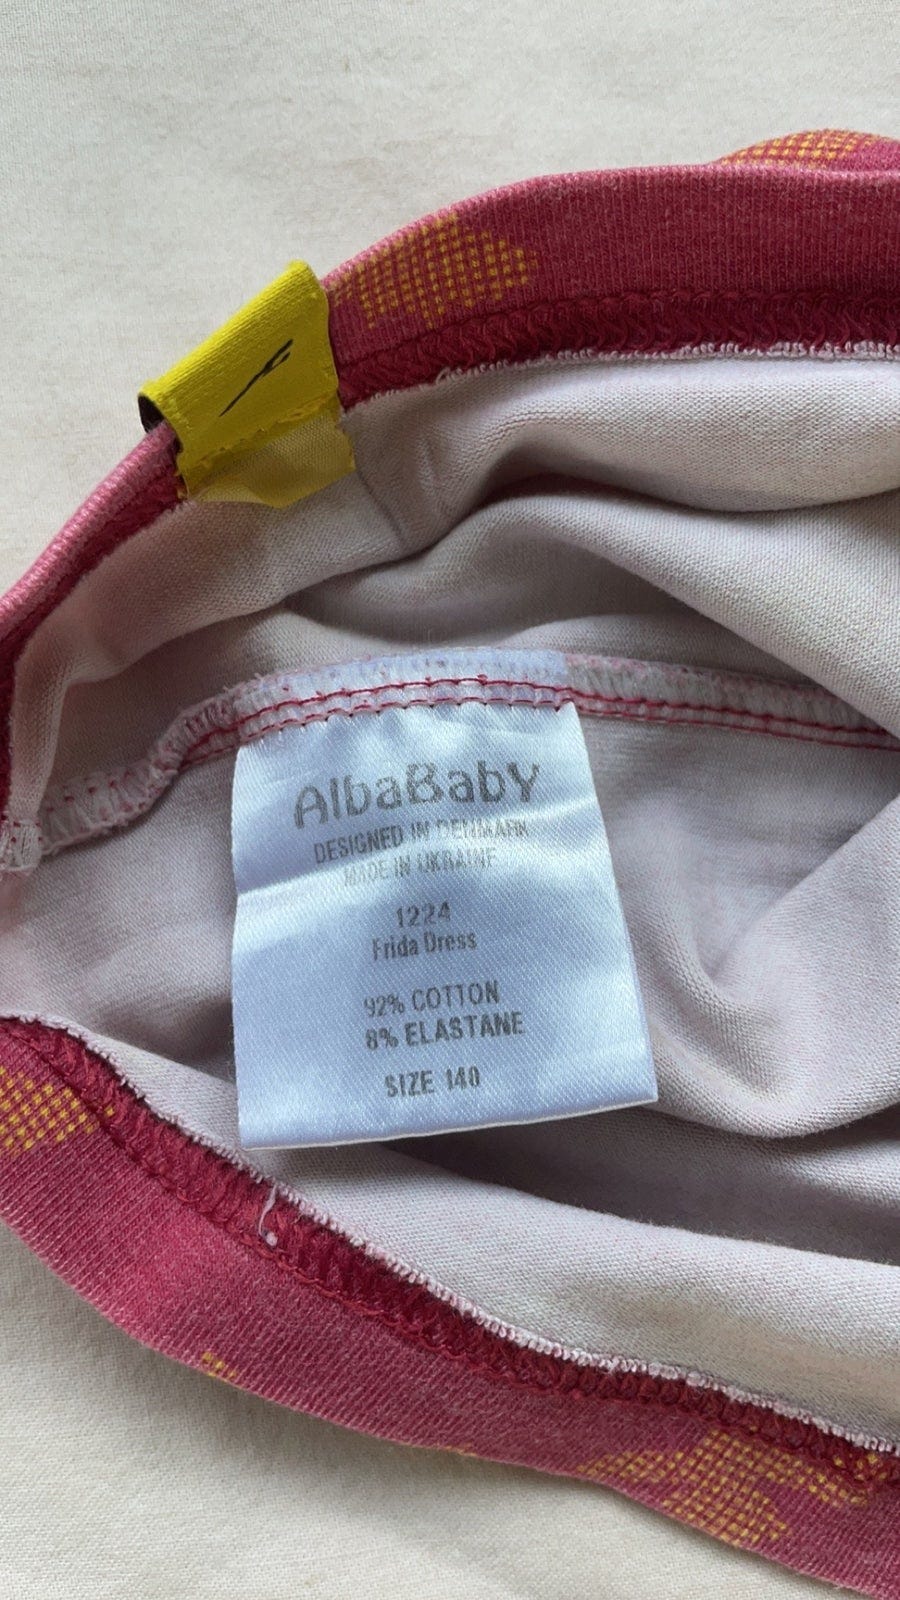 AlbaBabY
DESIGNED IN DENMARK
MADE IN UKRAINE
1224
Frida Dress
92% COTTON
8% ELASTANE
SIZE 140